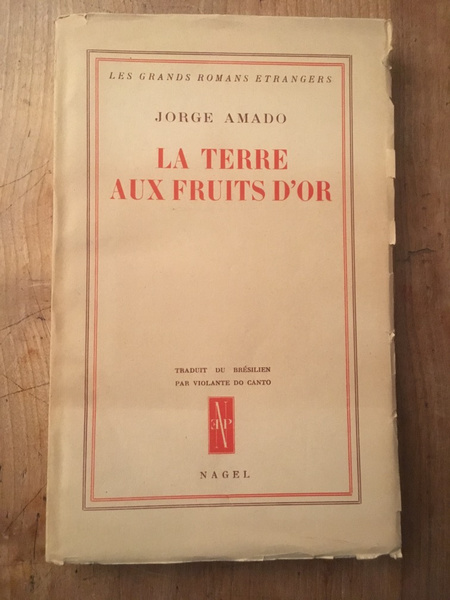 LES GRANDS ROMANS ETRANGERS
JORGE AMADO
LA TERRE
AUX FRUITS D'OR
TRADUIT DU BRÉSILIEN
PAR VIOLANTE DO CANTO
NAGEL